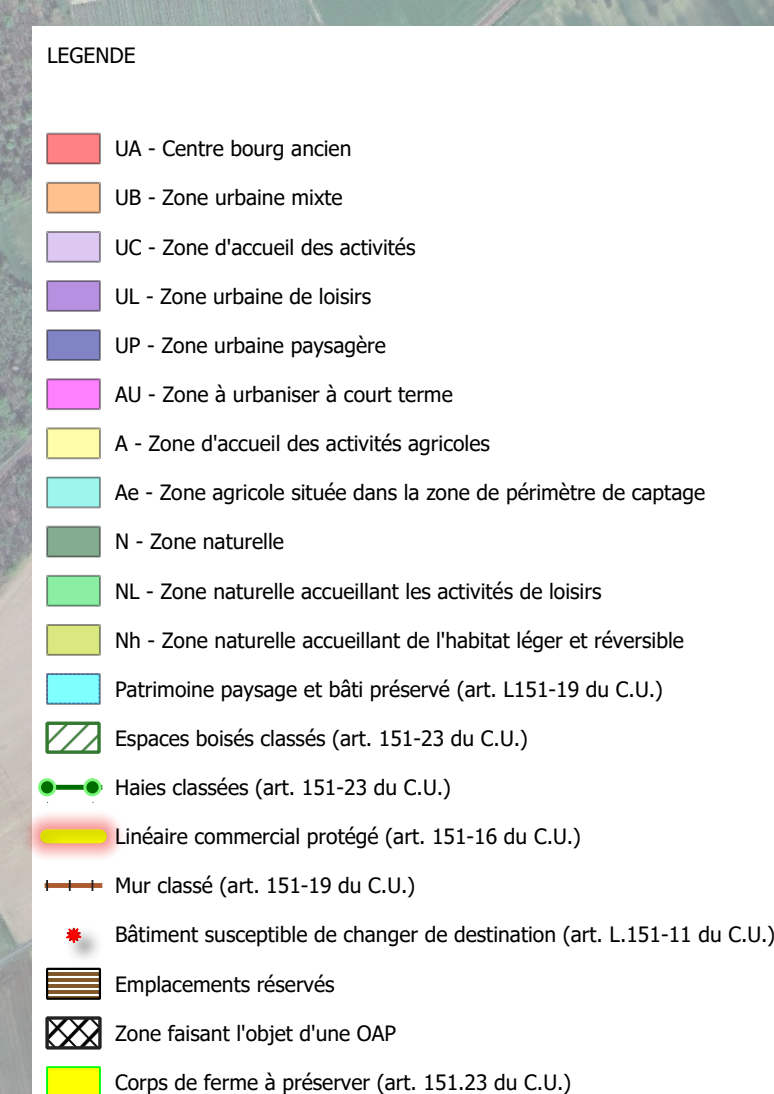 LEGENDE
UA - Centre bourg ancien
UB - Zone urbaine mixte
UC - Zone d'accueil des activités
UL - Zone urbaine de loisirs
UP - Zone urbaine paysagère
AU - Zone à urbaniser à court terme
A - Zone d'accueil des activités agricoles
Ae - Zone agricole située dans la zone de périmètre de captage
N - Zone naturelle
NL - Zone naturelle accueillant les activités de loisirs
Nh - Zone naturelle accueillant de l'habitat léger et réversible
Patrimoine paysage et bâti préservé (art. L151-19 du C.U.)
Espaces boisés classés (art. 151-23 du C.U.)
Haies classées (art. 151-23 du C.U.)
Linéaire commercial protégé (art. 151-16 du C.U.)
Mur classé (art. 151-19 du C.U.)
Bâtiment susceptible de changer de destination (art. L.151-11 du C.U.)
Emplacements réservés
Zone faisant l'objet d'une OAP
Corps de ferme à préserver (art. 151.23 du C.U.)